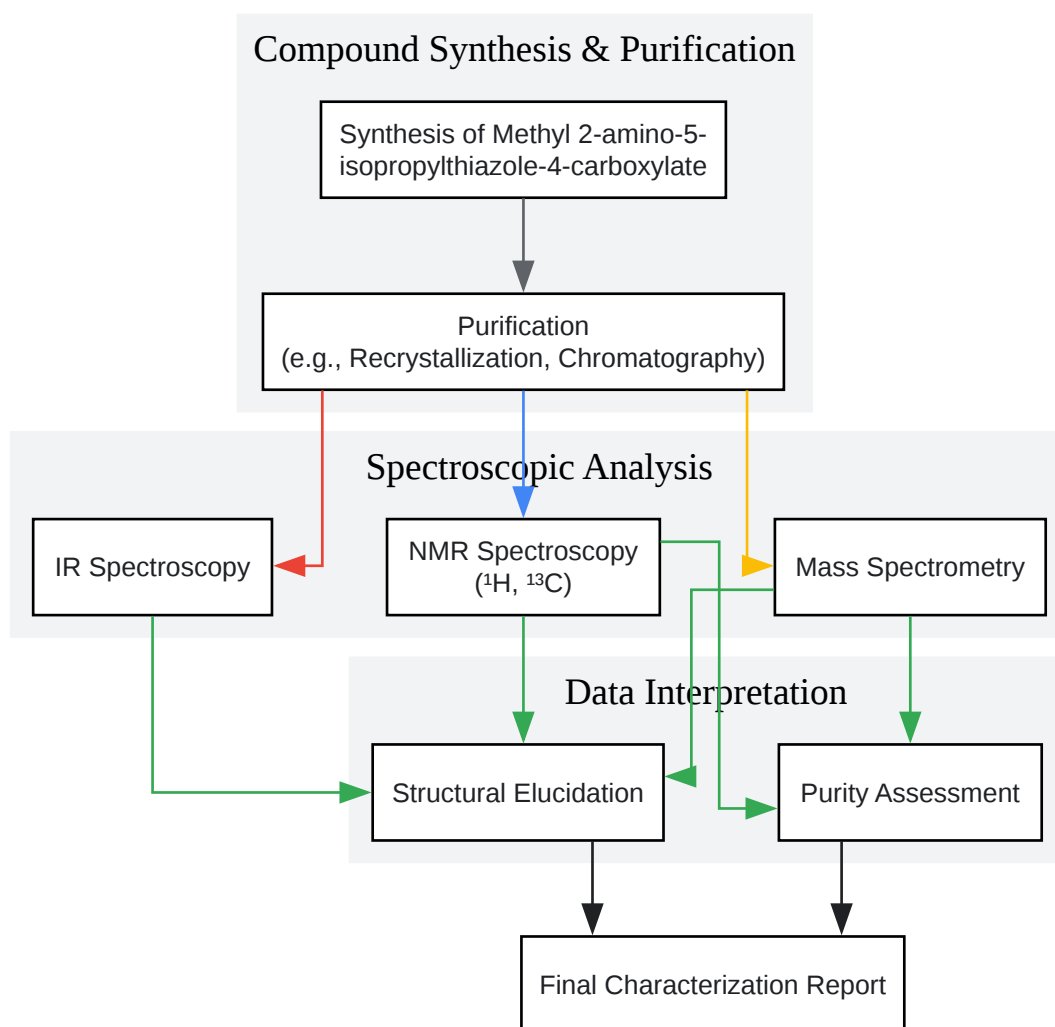 Compound Synthesis & Purification
Synthesis of Methyl 2-amino-5-
isopropylthiazole-4-carboxylate
Purification
(e.g., Recrystallization, Chromatography)
Spectroscopic Analysis
IR Spectroscopy
NMR Spectroscopy
(¹H, ¹³C)
Mass Spectrometry
Data Interpretation
Structural Elucidation
Purity Assessment
Final Characterization Report